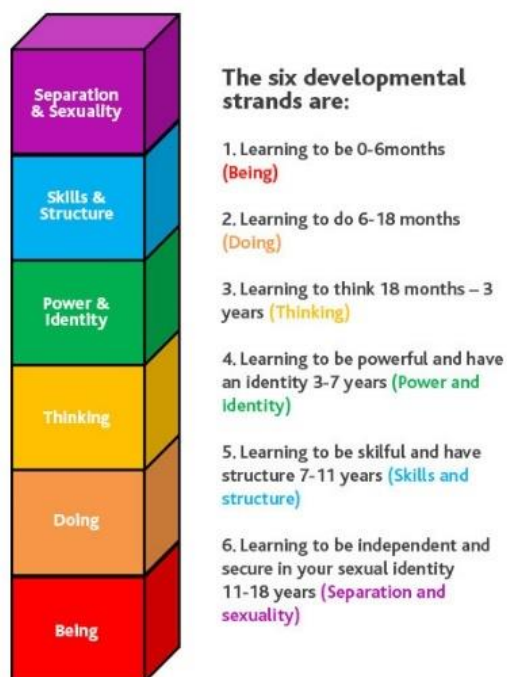 Separation
& Sexuality
Skills &
Structure
Power &
Identity
Thinking
Doing
Being
The six developmental
strands are:
1. Learning to be 0-6months
(Being)
2. Learning to do 6-18 months
(Doing)
3. Learning to think 18 months – 3
years (Thinking)
4. Learning to be powerful and have
an identity 3-7 years (Power and
identity)
5. Learning to be skilful and have
structure 7-11 years (Skills and
structure)
6. Learning to be independent and
secure in your sexual identity
11-18 years (Separation and
sexuality)